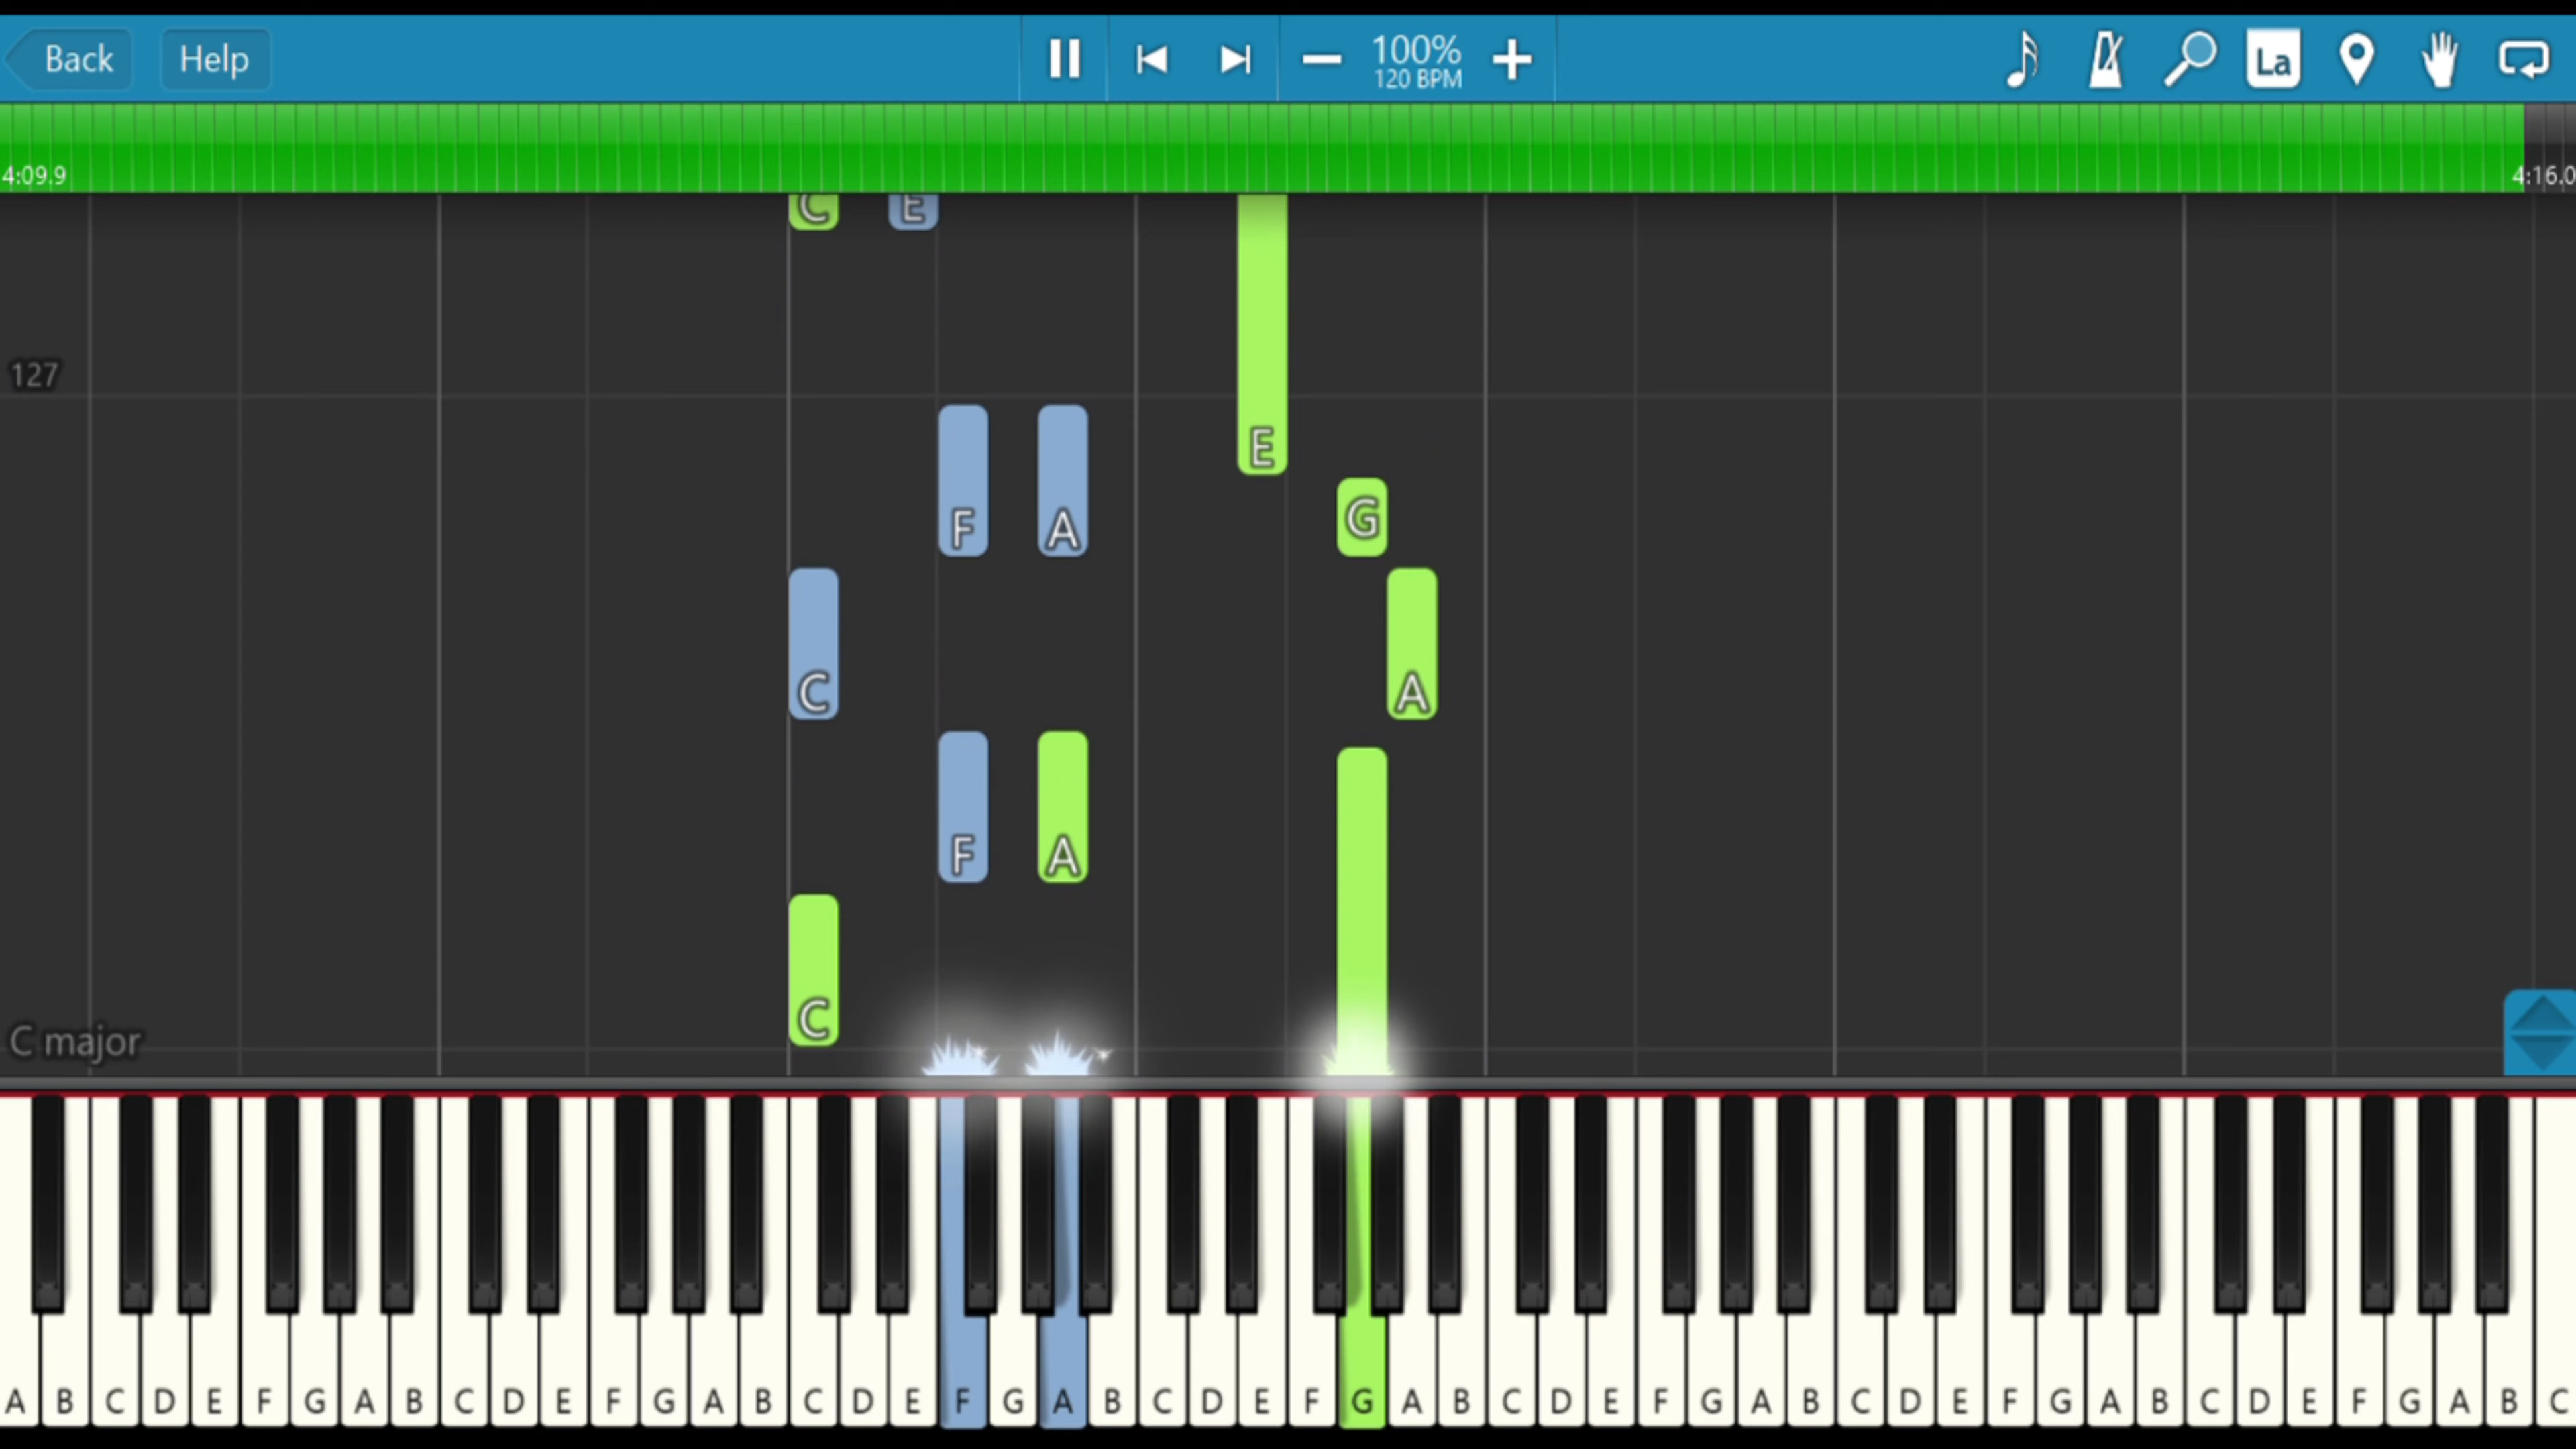 Back Help 100% La
120 BPM
4:09.9 4:16.0
C E
127
E
G
F A
C A
F A
C
C major
A B C D E F G A B C D E F G A B C D E F G A B C D E F G A B C D E F G A B C D E F G A B C D E F G A B C